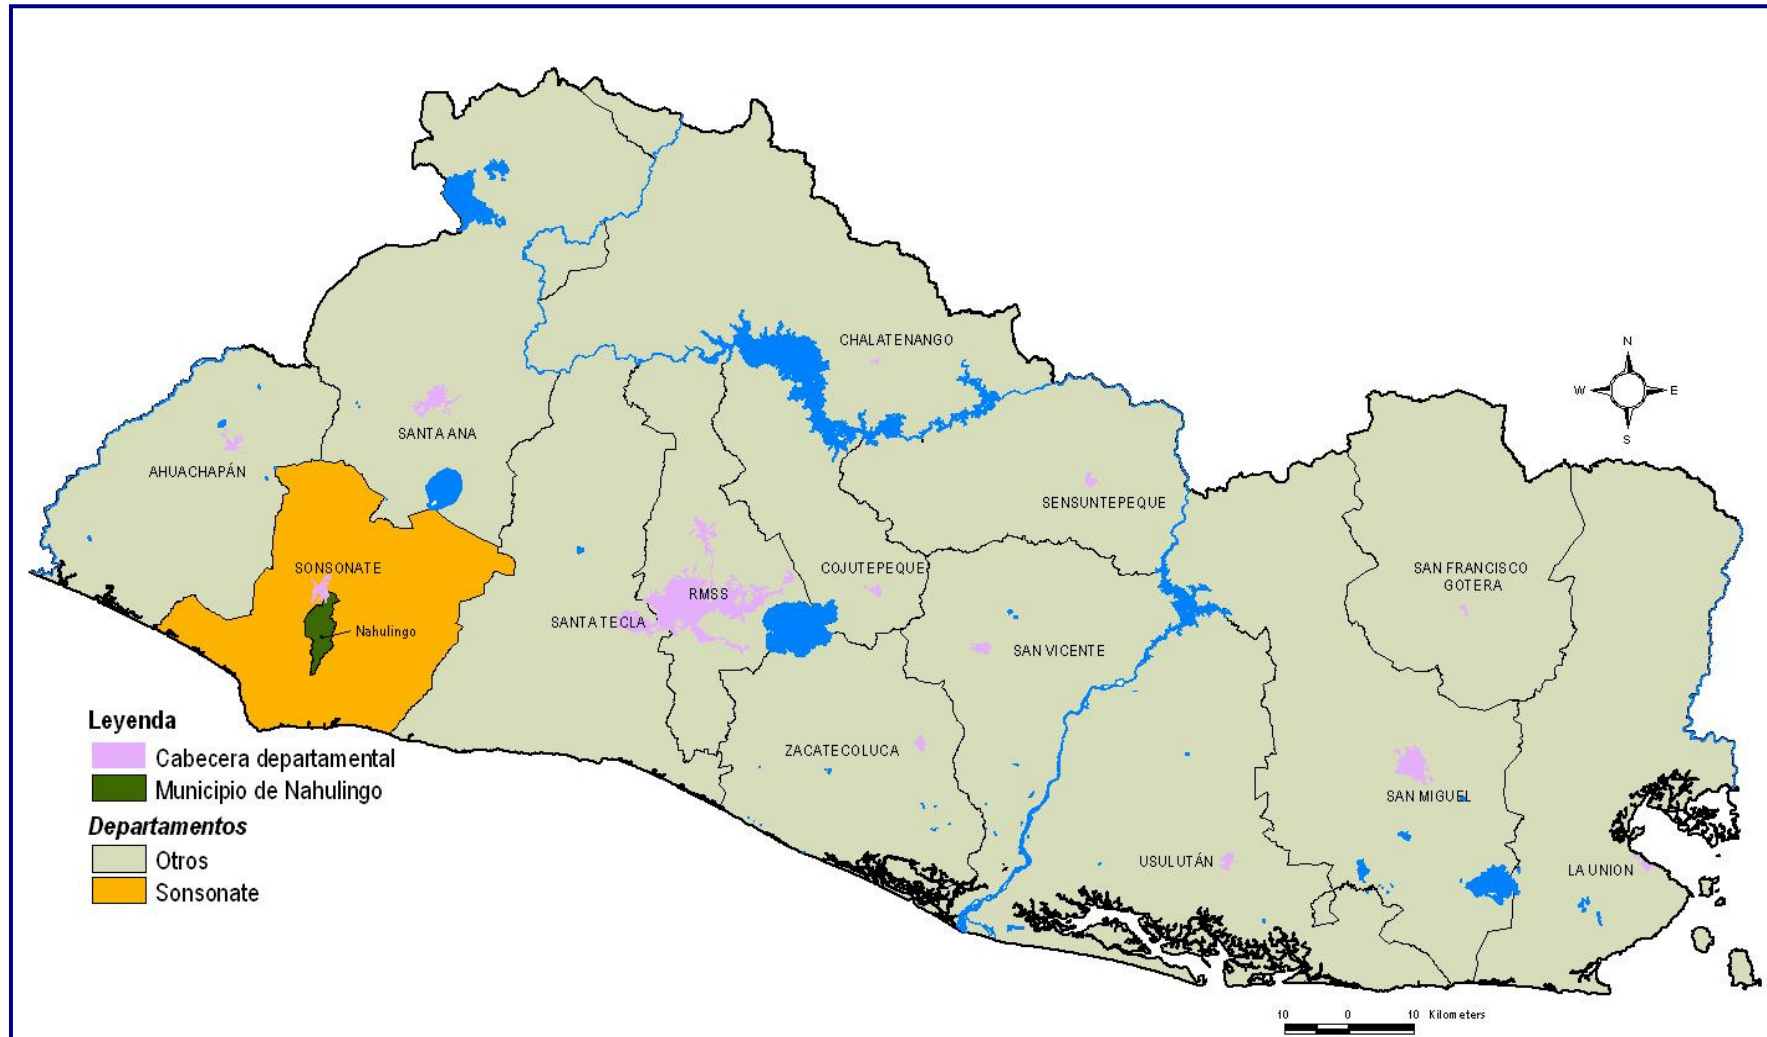 CHALATENANGO
N
W E
S
SANTA ANA
AHUACHAPÁN
SENSUNTEPEQUE
SONSONATE
COJUTEPEQUE
SAN FRANCISCO
GOTERA
RMSS
SANTA TECLA
Nahulingo
SAN VICENTE
Leyenda
Cabecera departamental
Municipio de Nahulingo
Departamentos
Otros
Sonsonate
ZACATECOLUCA
SAN MIGUEL
USULUTÁN
LA UNION
10 0 10 Kilometers